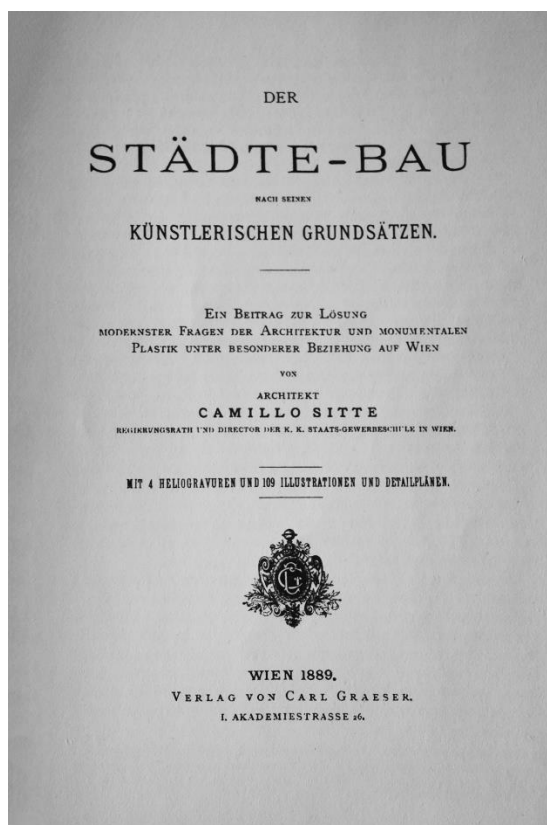 DER
STÄDTE-BAU
NACH SEINEN
KÜNSTLERISCHEN GRUNDSÄTZEN.
EIN BEITRAG ZUR LÖSUNG
MODERNSTER FRAGEN DER ARCHITEKTUR UND MONUMENTALEN
PLASTIK UNTER BESONDERER BEZIEHUNG AUF WIEN
VON
ARCHITEKT
CAMILLO SITTE
REGIERUNGSRATH UND DIRECTOR DER K. K. STAATS-GEWERBESCHULE IN WIEN.
MIT 4 HELIOGRAVUREN UND 109 ILLUSTRATIONEN UND DETAILPLÄNEN.
WIEN 1889.
VERLAG VON CARL GRAESER.
I. AKADEMIESTRASSE 26.